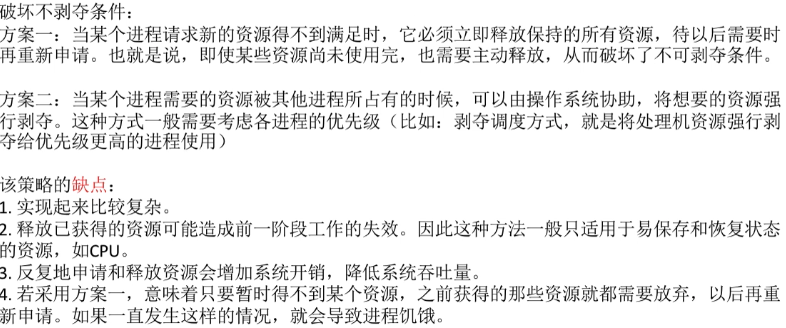 破坏不剥夺条件：
方案一：当某个进程请求新的资源得不到满足时，它必须立即释放保持的所有资源，待以后需要时
再重新申请。也就是说，即使某些资源尚未使用完，也需要主动释放，从而破坏了不可剥夺条件。
方案二：当某个进程需要的资源被其他进程所占有的时候，可以由操作系统协助，将想要的资源强
行剥夺。这种方式一般需要考虑各进程的优先级（比如：剥夺调度方式，就是将处理机资源强行剥
夺给优先级更高的进程使用）
该策略的缺点：
1. 实现起来比较复杂。
2. 释放已获得的资源可能造成前一阶段工作的失效。因此这种方法一般只适用于易保存和恢复状态
的资源，如CPU。
3. 反复地申请和释放资源会增加系统开销，降低系统吞吐量。
4. 若采用方案一，意味着只要暂时得不到某个资源，之前获得的那些资源就都需要放弃，以后再重
新申请。如果一直发生这样的情况，就会导致进程饥饿。